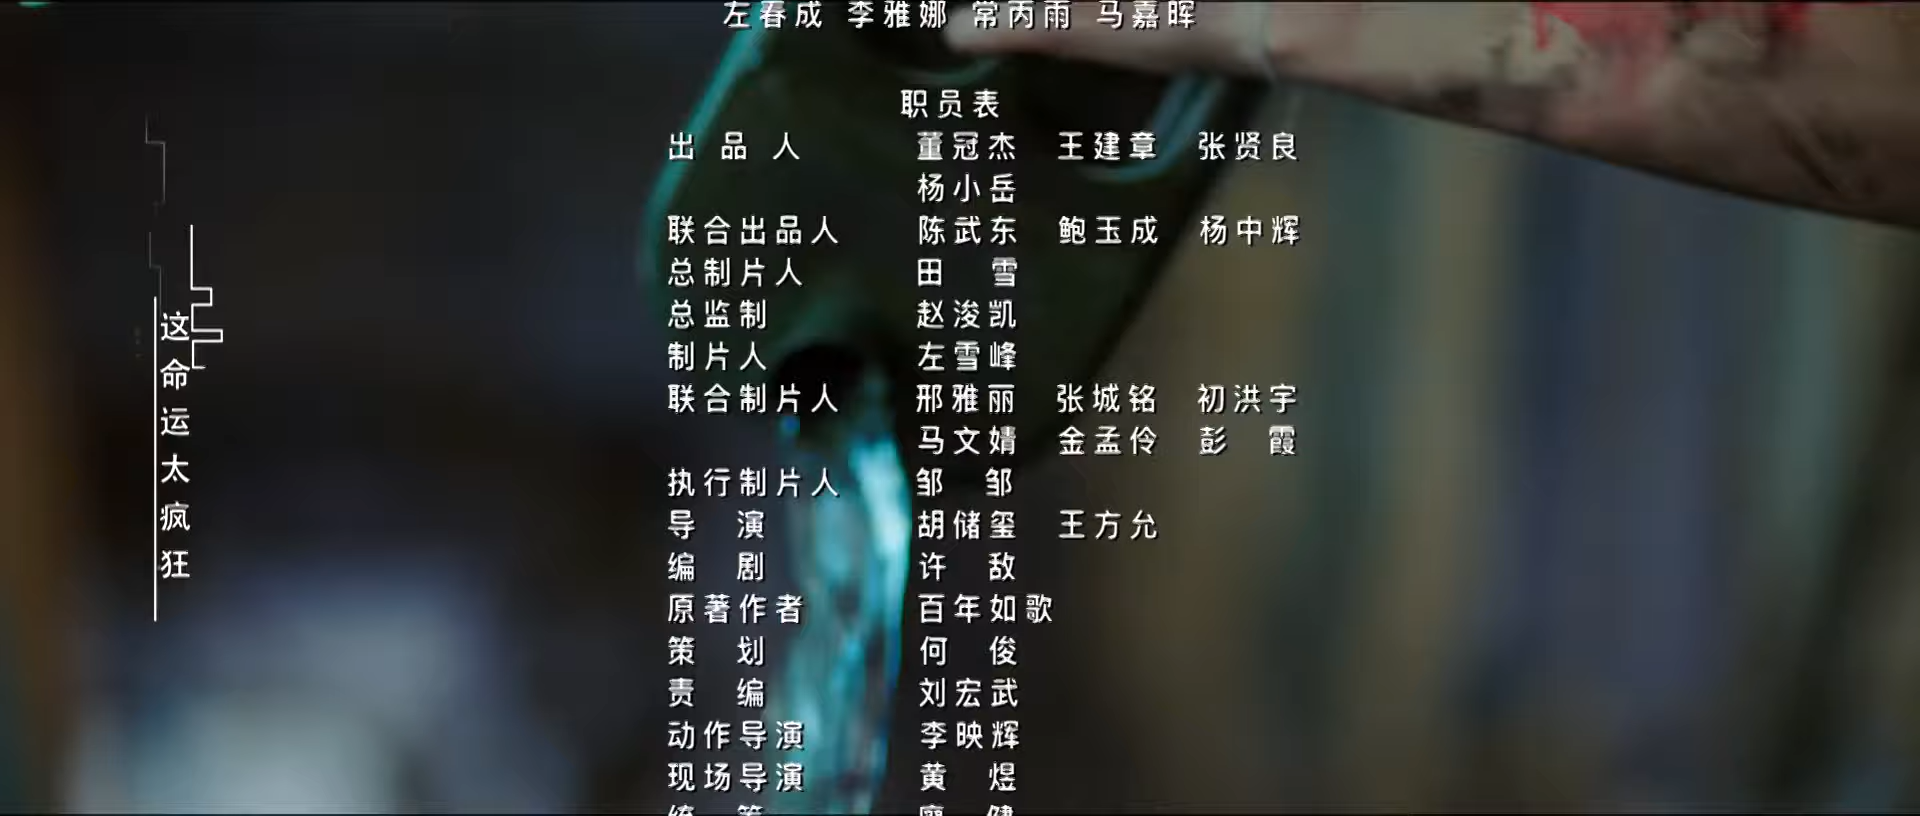 左春成 李雅娜 常丙雨 马嘉晖
职员表
出品人 董冠杰 王建章 张贤良
杨小岳
联合出品人 陈武东 鲍玉成 杨中辉
总制片人 田雪
总监制 赵浚凯
制片人 左雪峰
联合制片人 邢雅丽 张城铭 初洪宇
马文婧 金孟伶 彭霞
执行制片人 邹邹
导演 胡储玺 王方允
编剧 许敌
原著作者 百年如歌
策划 何俊
责编 刘宏武
动作导演 李映辉
现场导演 黄煜
这命运太疯狂